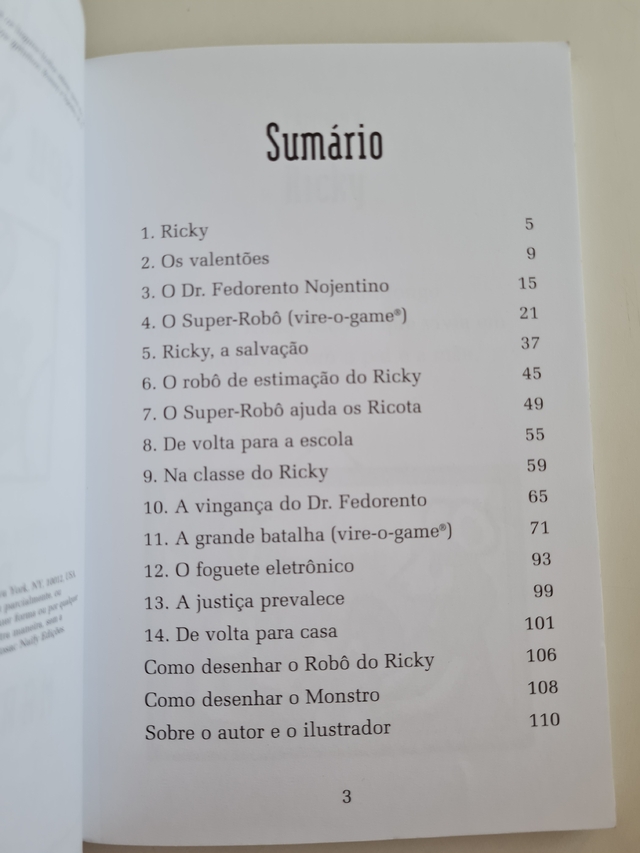 Sumário
1. Ricky 5
2. Os valentões 9
3. O Dr. Fedorento Nojentino 15
4. O Super-Robô (vire-o-game®) 21
5. Ricky, a salvação 37
6. O robô de estimação do Ricky 45
7. O Super-Robô ajuda os Ricota 49
8. De volta para a escola 55
9. Na classe do Ricky 59
10. A vingança do Dr. Fedorento 65
11. A grande batalha (vire-o-game®) 71
12. O foguete eletrônico 93
13. A justiça prevalece 99
14. De volta para casa 101
Como desenhar o Robô do Ricky 106
Como desenhar o Monstro 108
Sobre o autor e o ilustrador 110
3